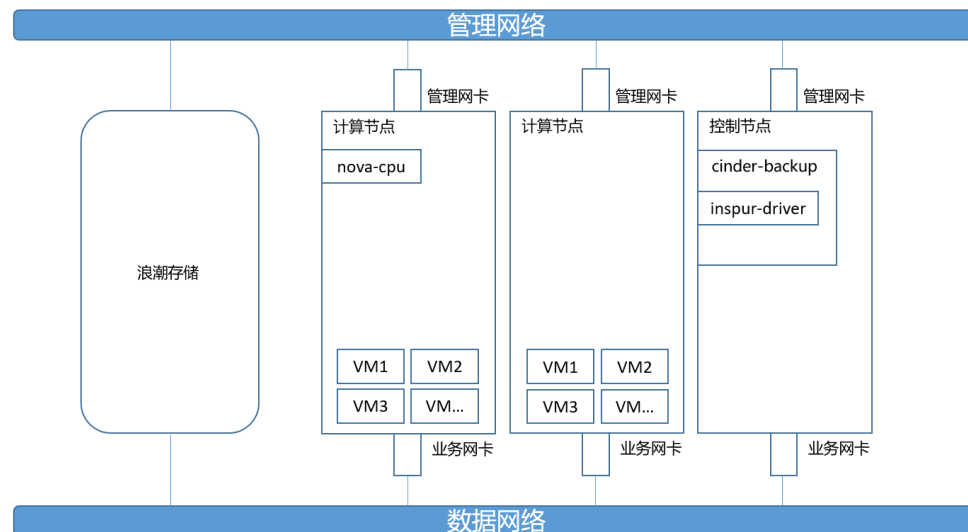 管理网络
管理网卡
管理网卡
管理网卡
计算节点
计算节点
控制节点
nova-cpu
cinder-backup
inspur-driver
浪潮存储
VM1
VM2
VM1
VM2
VM3
VM...
VM3
VM...
业务网卡
业务网卡
业务网卡
数据网络